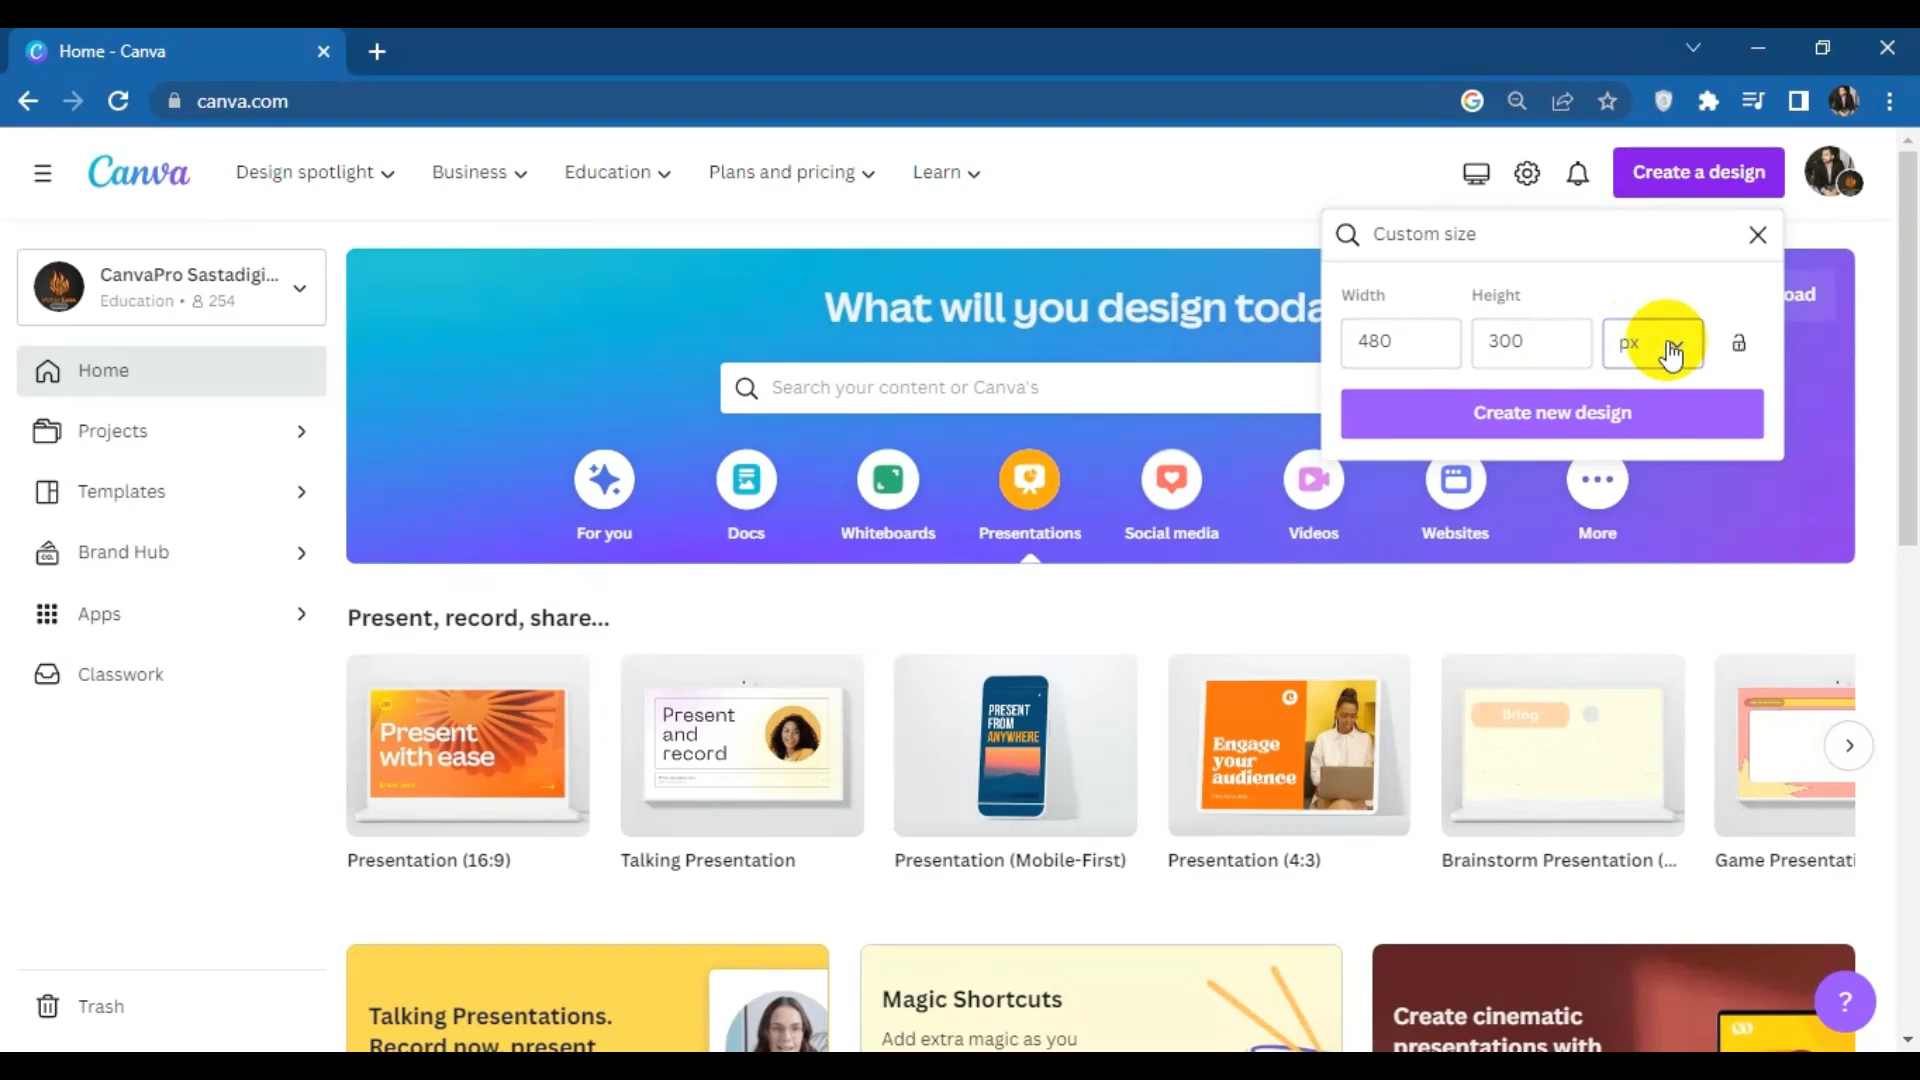 Home - Canva
canva.com
Canva
Design spotlight
Business
Education
Plans and pricing
Learn
Create a design
Custom size
Width
Height
480
300
px
Create new design
CanvaPro Sastadigi...
Education • 254
Home
Projects
Templates
Brand Hub
Apps
Classwork
Trash
What will you design toda
oad
Search your content or Canva's
For you
Docs
Whiteboards
Presentations
Social media
Videos
Websites
More
Present, record, share...
Present
with ease
Present
and
record
PRESENT
FROM
ANYWHERE
Engage
your
audience
Bring
Presentation (16:9)
Talking Presentation
Presentation (Mobile-First)
Presentation (4:3)
Brainstorm Presentation (...
Game Presentati
Talking Presentations.
Record now, present
Magic Shortcuts
Add extra magic as you
Create cinematic
presentations with
?